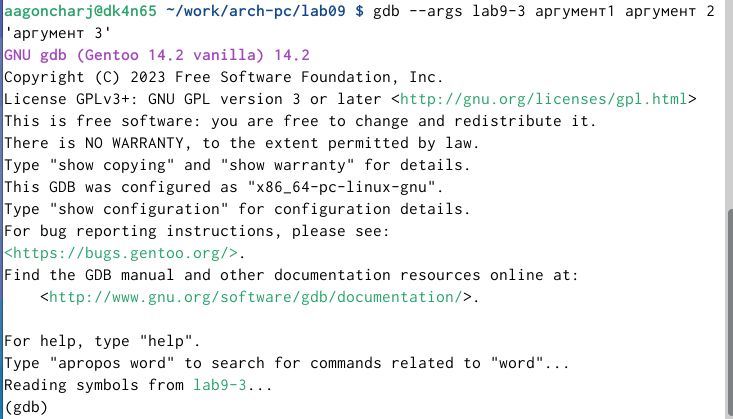 aagoncharj@dk4n65 ~/work/arch-pc/lab09 $ gdb --args lab9-3 аргумент1 аргумент 2
'аргумент 3'
GNU gdb (Gentoo 14.2 vanilla) 14.2
Copyright (C) 2023 Free Software Foundation, Inc.
License GPLv3+: GNU GPL version 3 or later <http://gnu.org/licenses/gpl.html>
This is free software: you are free to change and redistribute it.
There is NO WARRANTY, to the extent permitted by law.
Type "show copying" and "show warranty" for details.
This GDB was configured as "x86_64-pc-linux-gnu".
Type "show configuration" for configuration details.
For bug reporting instructions, please see:
<https://bugs.gentoo.org/>.
Find the GDB manual and other documentation resources online at:
    <http://www.gnu.org/software/gdb/documentation/>.

For help, type "help".
Type "apropos word" to search for commands related to "word"...
Reading symbols from lab9-3...
(gdb)